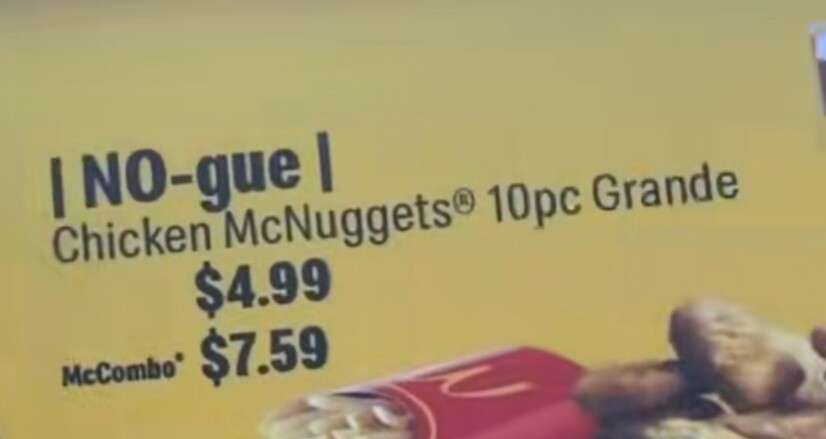 | NO-gue |
Chicken McNuggets® 10pc Grande
$4.99
McCombo® $7.59